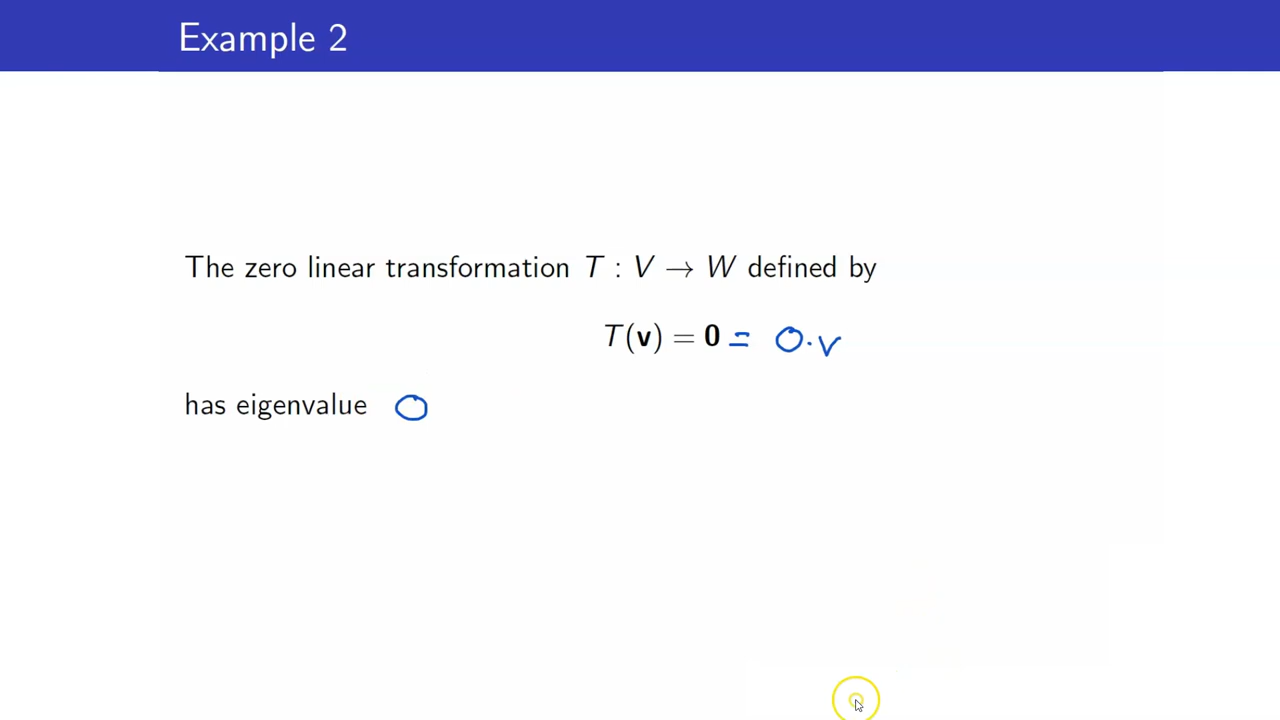 Example 2
The zero linear transformation T : V → W defined by
T(v) = 0 = 0·v
has eigenvalue 0